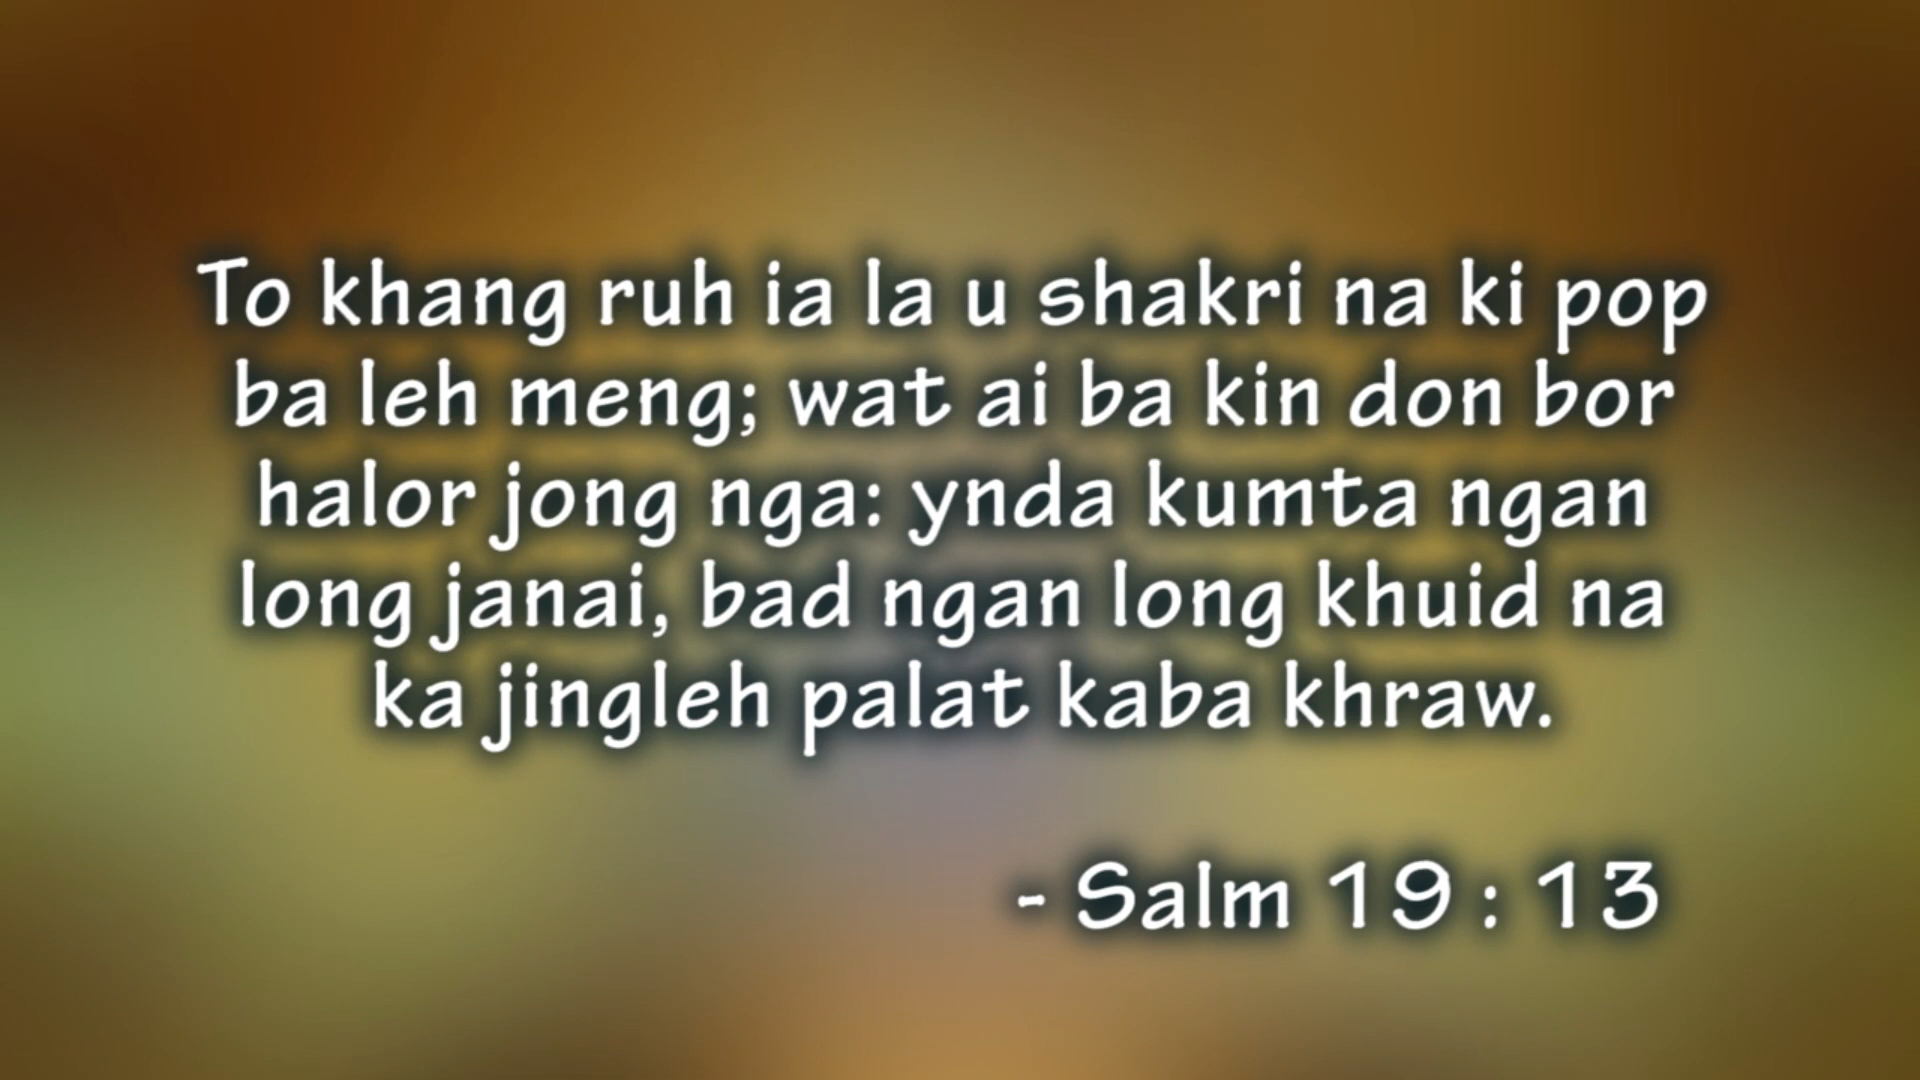 To khang ruh ia la u shakri na ki pop
ba leh meng; wat ai ba kin don bor
halor jong nga: ynda kumta ngan
long janai, bad ngan long khuid na
ka jingleh palat kaba khraw.
- Salm 19 : 13